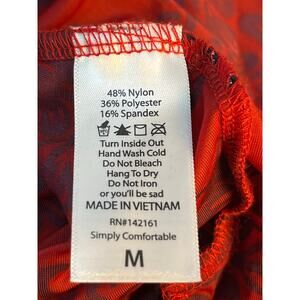 48% Nylon
36% Polyester
16% Spandex
Turn Inside Out
Hand Wash Cold
Do Not Bleach
Hang To Dry
Do Not Iron
or you'll be sad
MADE IN VIETNAM
RN#142161
Simply Comfortable
M